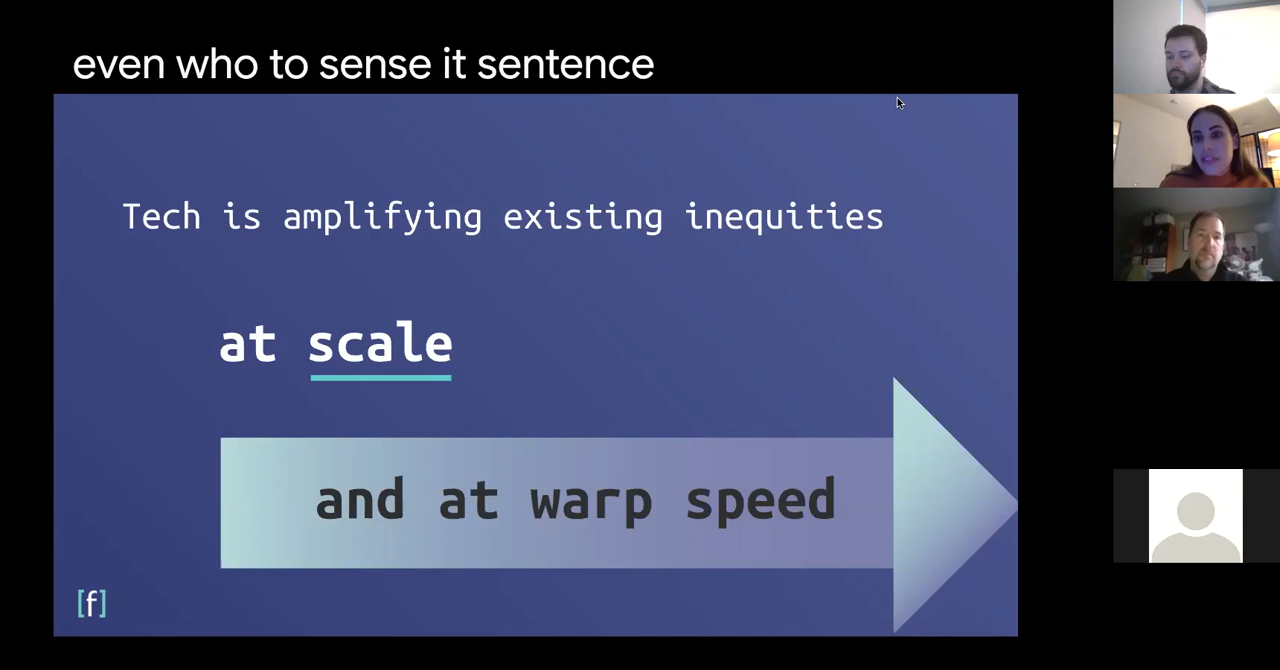 even who to sense it sentence
Tech is amplifying existing inequities
at scale
and at warp speed
[f]